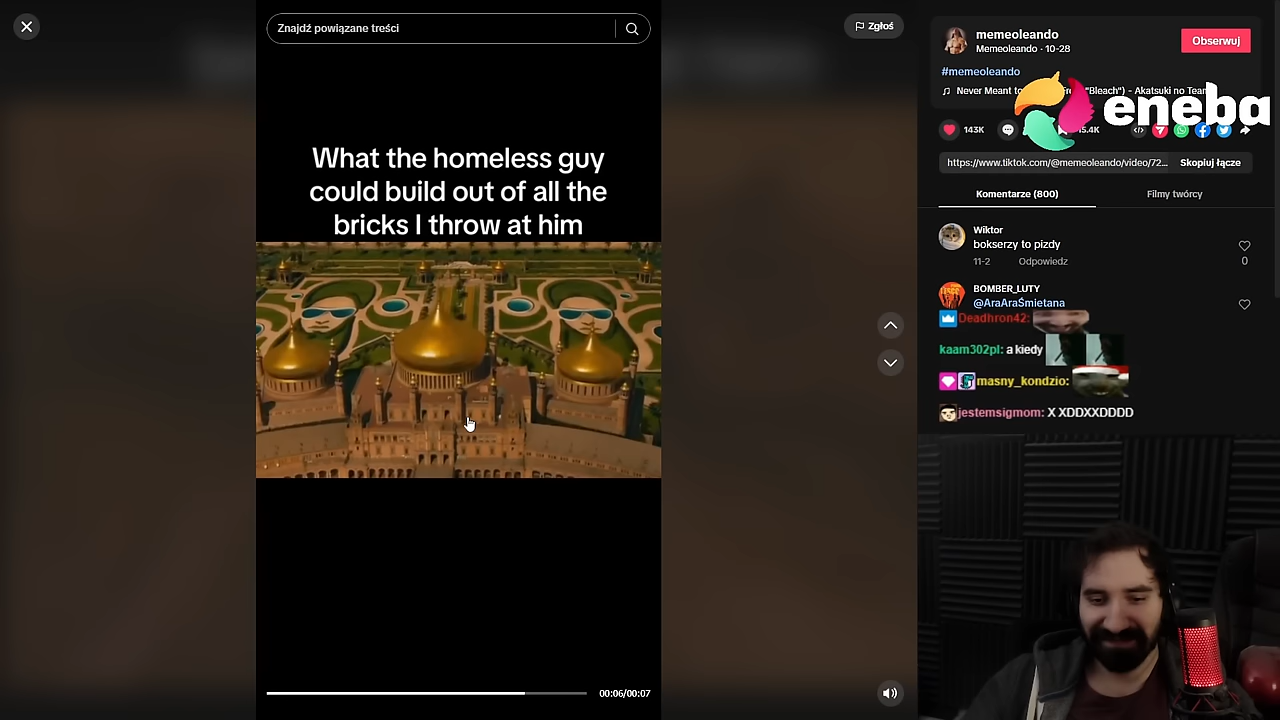 Znajdź powiązane treści
Zgłoś
What the homeless guy
could build out of all the
bricks I throw at him
00:06/00:07
memeoleando
Memeoleando · 10-28
Obserwuj
#memeoleando
Never Meant to "Bleach") - Akatsuki no
eneba
143K
https://www.tiktok.com/@memeoleando/video/72...
Skopiuj łącze
Komentarze (800)
Filmy twórcy
Wiktor
bokserzy to pizdy
11-2
Odpowiedz
0
BOMBER_LUTY
@AraAraŚmietana
Deadhron42:
kaam302pl: a kiedy
masny_kondzio:
jestemsigmom: X XDDXXDDDD